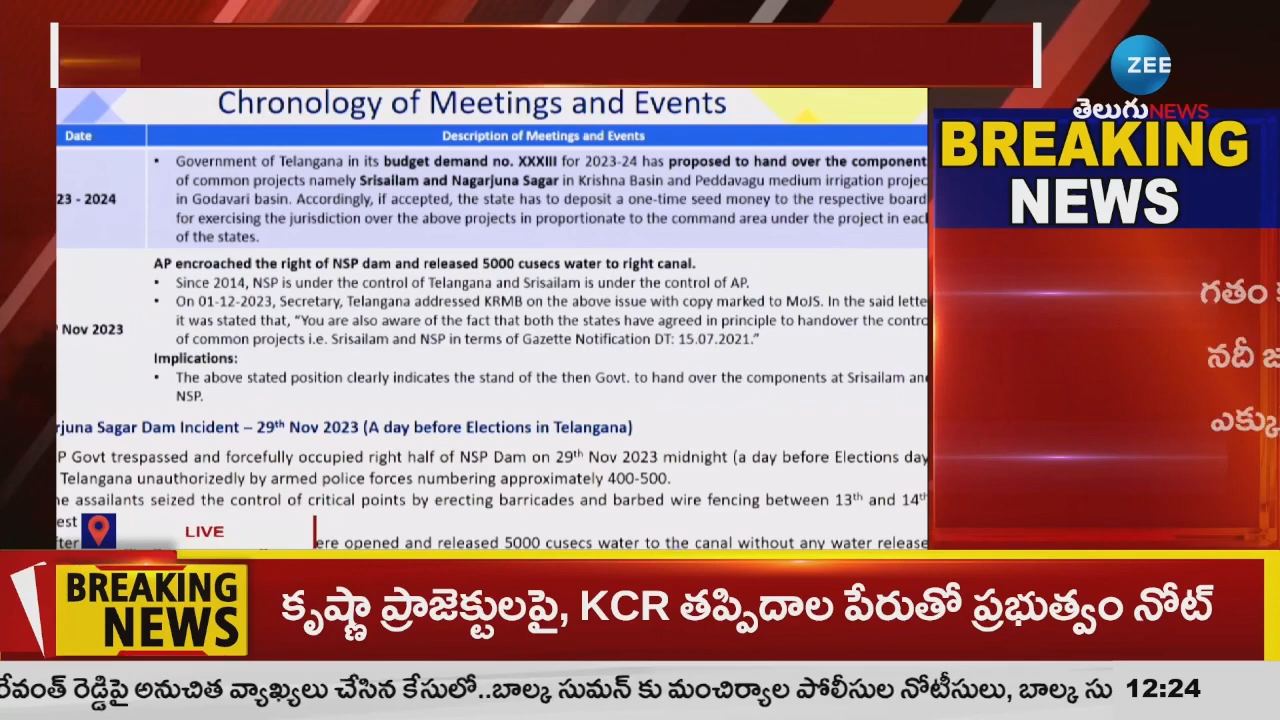 ZEE
తెలుగు NEWS
Chronology of Meetings and Events
Date
Description of Meetings and Events
23 - 2024
• Government of Telangana in its budget demand no. XXXIII for 2023-24 has proposed to hand over the component
of common projects namely Srisailam and Nagarjuna Sagar in Krishna Basin and Peddavagu medium irrigation projec
in Godavari basin. Accordingly, if accepted, the state has to deposit a one-time seed money to the respective board
for exercising the jurisdiction over the above projects in proportionate to the command area under the project in eac
of the states.
Nov 2023
AP encroached the right of NSP dam and released 5000 cusecs water to right canal.
• Since 2014, NSP is under the control of Telangana and Srisailam is under the control of AP.
• On 01-12-2023, Secretary, Telangana addressed KRMB on the above issue with copy marked to MoJS. In the said lette
it was stated that, “You are also aware of the fact that both the states have agreed in principle to handover the contro
of common projects i.e. Srisailam and NSP in terms of Gazette Notification DT: 15.07.2021.”
Implications:
• The above stated position clearly indicates the stand of the then Govt. to hand over the components at Srisailam an
NSP.
rjuna Sagar Dam Incident – 29th Nov 2023 (A day before Elections in Telangana)
P Govt trespassed and forcefully occupied right half of NSP Dam on 29th Nov 2023 midnight (a day before Elections day
Telangana unauthorizedly by armed police forces numbering approximately 400-500.
he assailants seized the control of critical points by erecting barricades and barbed wire fencing between 13th and 14th
est
ere opened and released 5000 cusecs water to the canal without any water release
LIVE
BREAKING
NEWS
గతం
నదీ జ
ఎక్కు
BREAKING
NEWS
కృష్ణా ప్రాజెక్టులపై, KCR తప్పిదాల పేరుతో ప్రభుత్వం నోట్
రేవంత్ రెడ్డిపై అనుచిత వ్యాఖ్యలు చేసిన కేసులో..బాల్క సుమన్ కు మంచిర్యాల పోలీసుల నోటీసులు, బాల్క సు
12:24